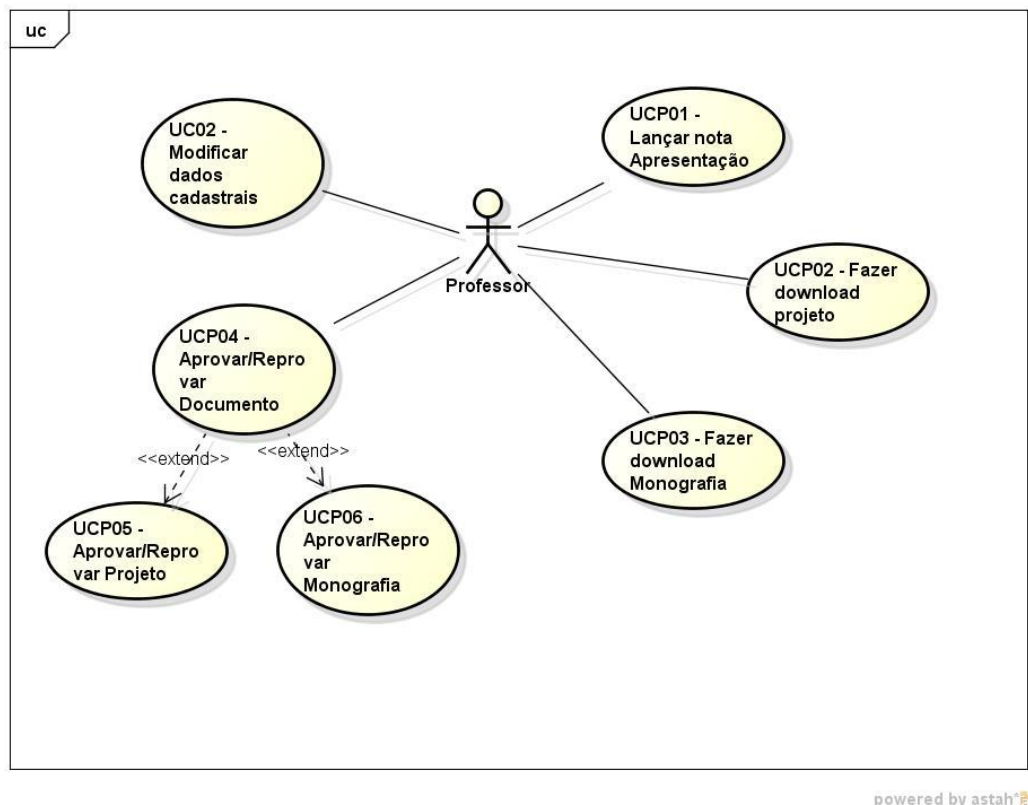 uc
UC02 -
Modificar
dados
cadastrais
UCP01 -
Lançar nota
Apresentação
Professor
UCP02 - Fazer
download
projeto
UCP04 -
Aprovar/Repro
var
Documento
UCP03 - Fazer
download
Monografia
<<extend>>
<<extend>>
UCP05 -
Aprovar/Repro
var Projeto
UCP06 -
Aprovar/Repro
var
Monografia
powered by astah*